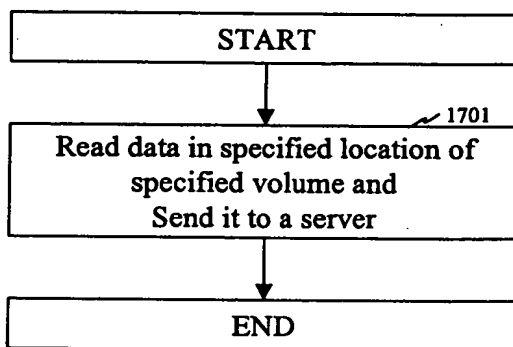 START
1701
Read data in specified location of
specified volume and
Send it to a server
END